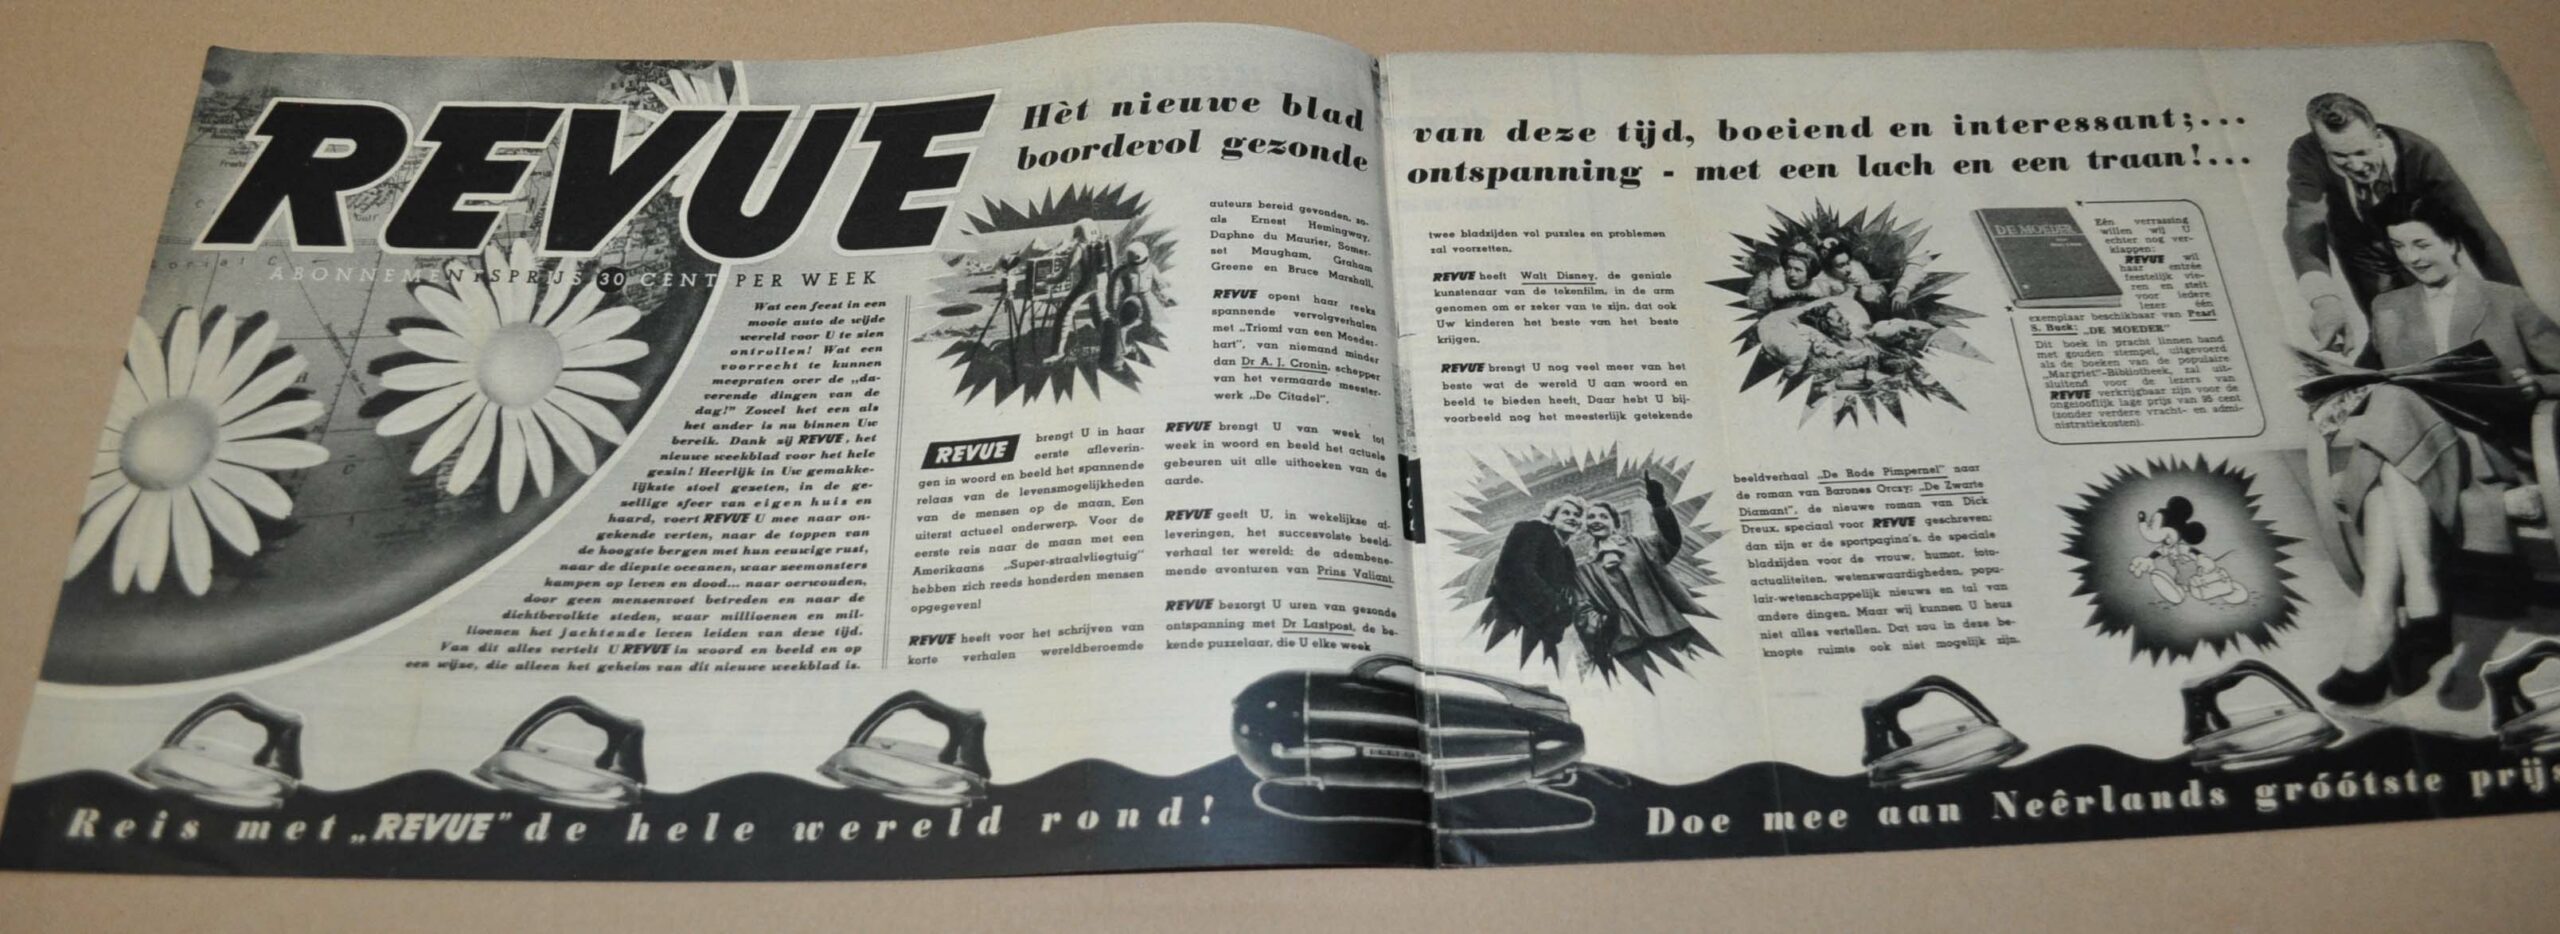 REVUE
ABONNEMENTSPRIJS 30 CENT PER WEEK
Hèt nieuwe blad
boordevol gezonde
Wat een feest in een
mooie auto de wijde
wereld voor U te zien
ontrollen! Wat een
voorrecht te kunnen
meepraten over de „da-
verende dingen van de
dag!” Zowel het een als
het ander is nu binnen Uw
bereik. Dank zij REVUE, het
nieuwe weekblad voor het hele
gezin! Heerlijk in Uw gemakke-
lijkste stoel gezeten, in de ge-
zellige sfeer van eigen huis en
haard, voert REVUE U mee naar on-
gekende verten, naar de toppen van
de hoogste bergen met hun eeuwige rust,
naar de diepste oceanen, waar zeemonsters
kampen op leven en dood... naar oerwouden,
door geen mensenvoet betreden en naar de
dichtbevolkte steden, waar millioenen en mil-
lioenen het jachtende leven leiden van deze tijd.
Van dit alles vertelt U REVUE in woord en beeld en op
een wijze, die alleen het geheim van dit nieuwe weekblad is.
REVUE brengt U in haar
eerste afleverin-
gen in woord en beeld het spannende
relaas van de levensmogelijkheden
van de mensen op de maan. Een
uiterst actueel onderwerp. Voor de
eerste reis naar de maan met een
Amerikaans „Super-straalvliegtuig”
hebben zich reeds honderden mensen
opgegeven!
REVUE heeft voor het schrijven van
korte verhalen wereldberoemde
auteurs bereid gevonden, zo-
als Ernest Hemingway,
Daphne du Maurier, Somer-
set Maugham, Graham
Greene en Bruce Marshall.
REVUE opent haar reeks
spannende vervolgverhalen
met „Triomf van een Moeder-
hart”, van niemand minder
dan Dr A. J. Cronin, schepper
van het vermaarde meester-
werk „De Citadel”.
REVUE brengt U van week tot
week in woord en beeld het actuele
gebeuren uit alle uithoeken van de
aarde.
REVUE geeft U, in wekelijkse af-
leveringen, het succesvolste beeld-
verhaal ter wereld: de adembene-
mende avonturen van Prins Valiant.
REVUE bezorgt U uren van gezonde
ontspanning met Dr Lastpost, de be-
kende puzzelaar, die U elke week
Reis met „REVUE” de hele wereld rond!
van deze tijd, boeiend en interessant;...
ontspanning - met een lach en een traan!...
twee bladzijden vol puzzles en problemen
zal voorzetten.
REVUE heeft Walt Disney, de geniale
kunstenaar van de tekenfilm, in de arm
genomen om er zeker van te zijn, dat ook
Uw kinderen het beste van het beste
krijgen.
REVUE brengt U nog veel meer van het
beste wat de wereld U aan woord en
beeld te bieden heeft. Daar hebt U bij-
voorbeeld nog het meesterlijk getekende
beeldverhaal „De Rode Pimpernel” naar
de roman van Barones Orczy; „De Zwarte
Diamant”, de nieuwe roman van Dick
Dreux, speciaal voor REVUE geschreven;
dan zijn er de sportpagina's, de speciale
bladzijden voor de vrouw, humor, foto-
actualiteiten, wetenswaardigheden, popu-
lair-wetenschappelijk nieuws en tal van
andere dingen. Maar wij kunnen U heus
niet alles vertellen. Dat zou in deze be-
knopte ruimte ook niet mogelijk zijn.
DE MOEDER
Eén verrassing
willen wij U
echter nog ver-
klappen:
REVUE wil
haar entrée
feestelijk vie-
ren en stelt
voor iedere
lezer één
exemplaar beschikbaar van Pearl
S. Buck: „DE MOEDER”
Dit boek in pracht linnen band
met gouden stempel, uitgevoerd
als de boeken van de populaire
„Margriet”-Bibliotheek, zal uit-
sluitend voor de lezers van
REVUE verkrijgbaar zijn voor de
ongelooflijk lage prijs van 95 cent
(zonder verdere vracht- en admi-
nistratiekosten).
Doe mee aan Neêrlands gróótste prijs